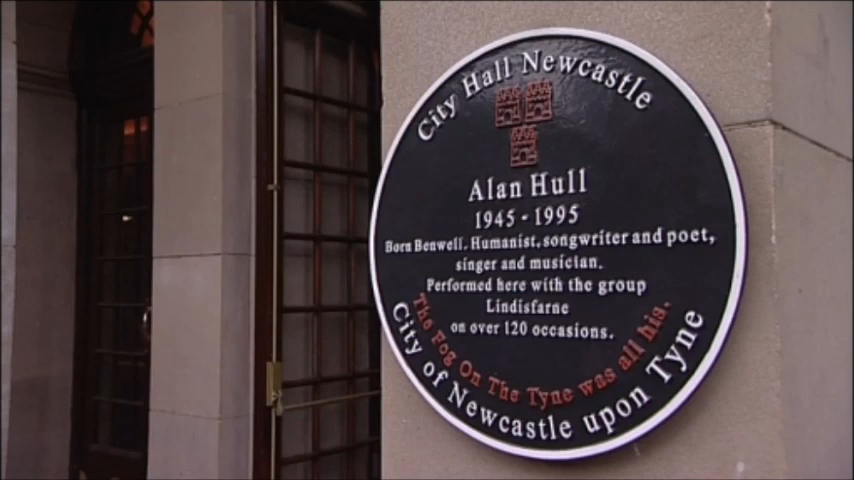 City Hall Newcastle
Alan Hull
1945 - 1995
Born Benwell. Humanist, songwriter and poet,
singer and musician.
Performed here with the group
Lindisfarne
on over 120 occasions.
The Fog On The Tyne was all his.
City of Newcastle upon Tyne